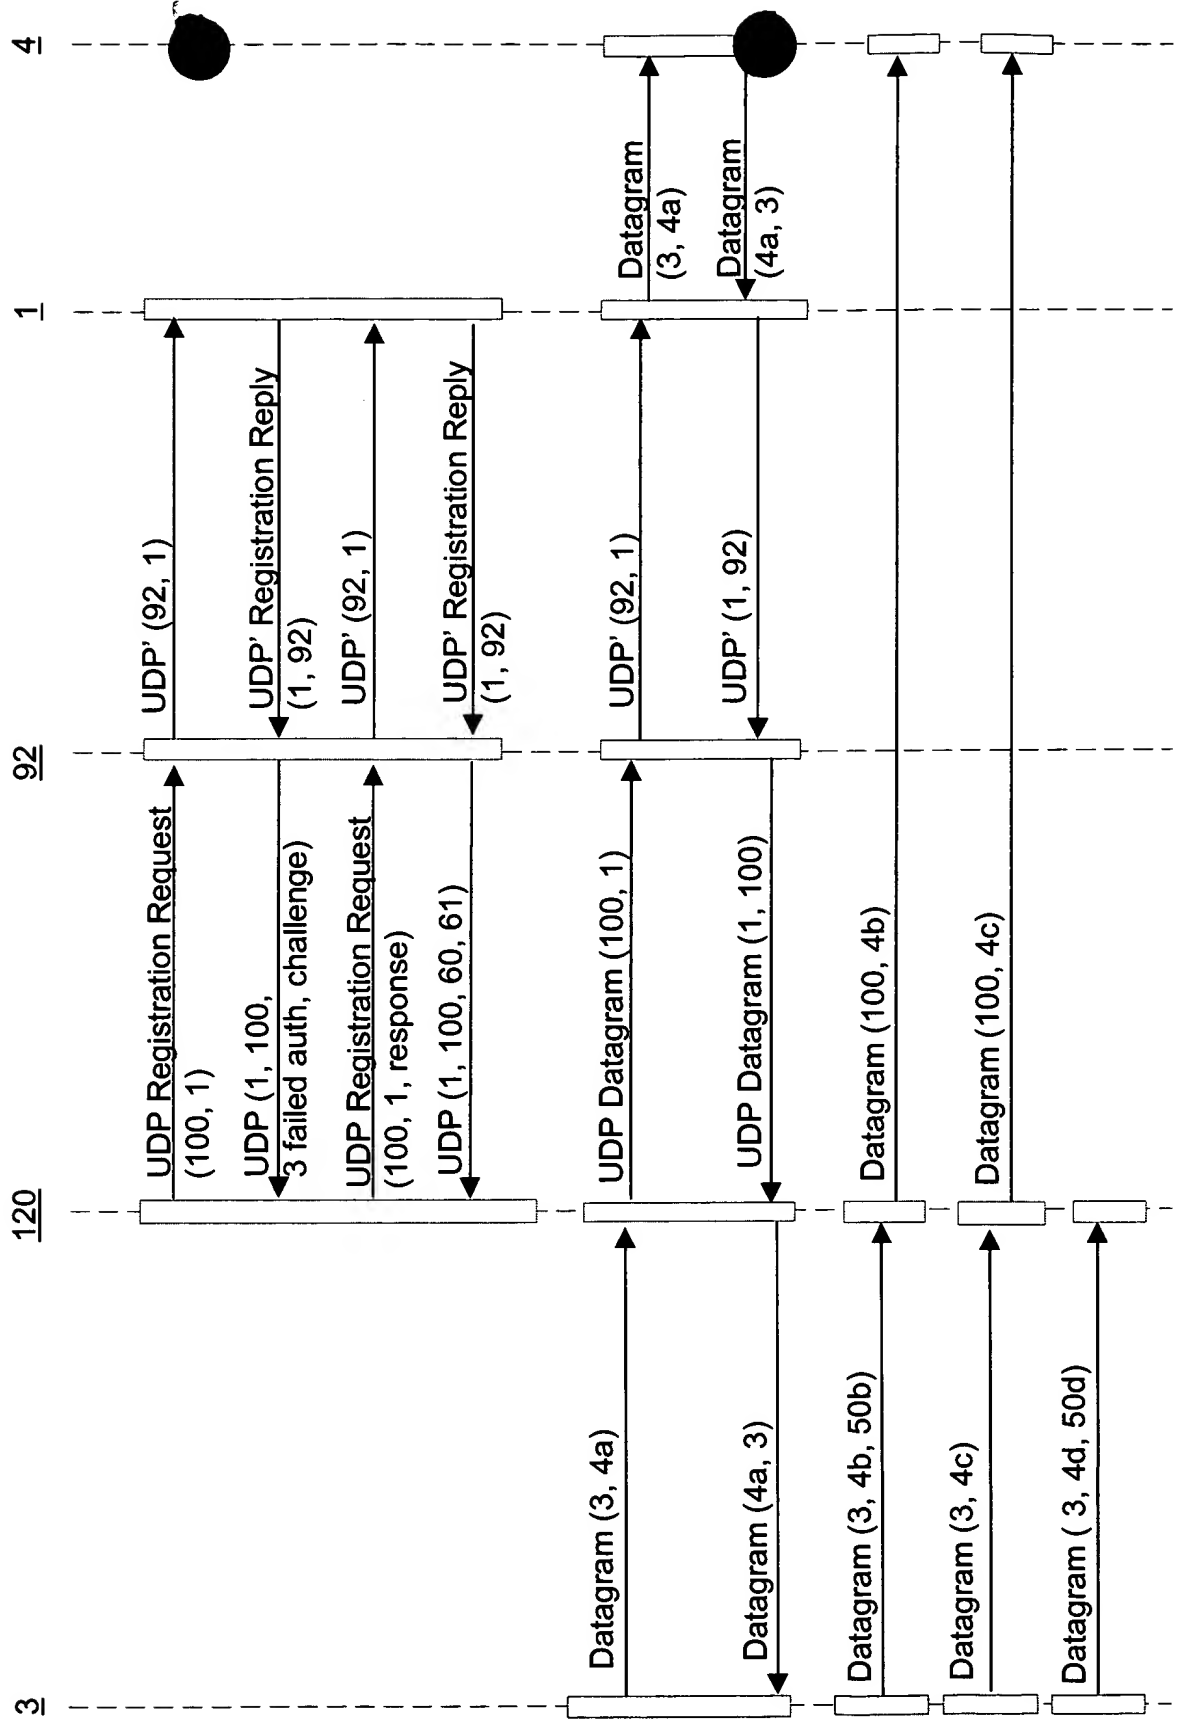 3
120
92
1
4
UDP Registration Request
(100, 1)
UDP' (92, 1)
UDP (1, 100,
3 failed auth, challenge)
UDP' Registration Reply
(1, 92)
UDP Registration Request
(100, 1, response)
UDP' (92, 1)
UDP (1, 100, 60, 61)
UDP' Registration Reply
(1, 92)
Datagram (3, 4a)
UDP Datagram (100, 1)
UDP' (92, 1)
Datagram
(3, 4a)
Datagram (4a, 3)
UDP Datagram (1, 100)
UDP' (1, 92)
Datagram
(4a, 3)
Datagram (3, 4b, 50b)
Datagram (100, 4b)
Datagram (3, 4c)
Datagram (100, 4c)
Datagram ( 3, 4d, 50d)